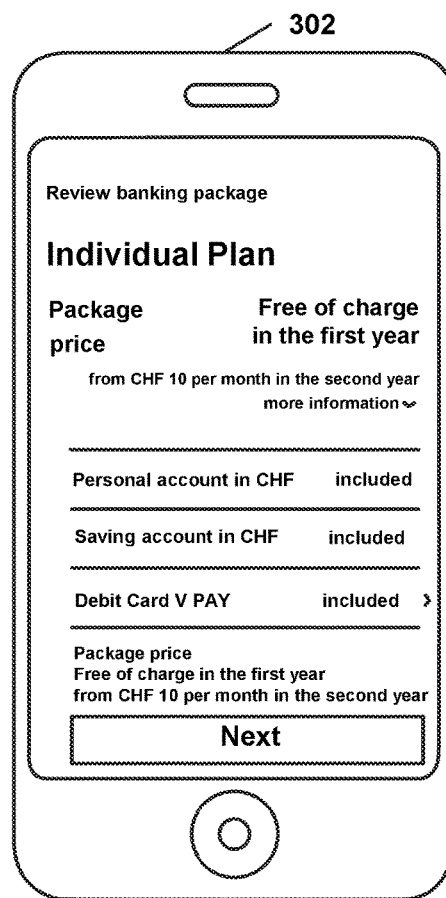 302
Review banking package
Individual Plan
Package price
Free of charge
in the first year
from CHF 10 per month in the second year
more information
Personal account in CHF included
Saving account in CHF included
Debit Card V PAY included >
Package price
Free of charge in the first year
from CHF 10 per month in the second year
Next